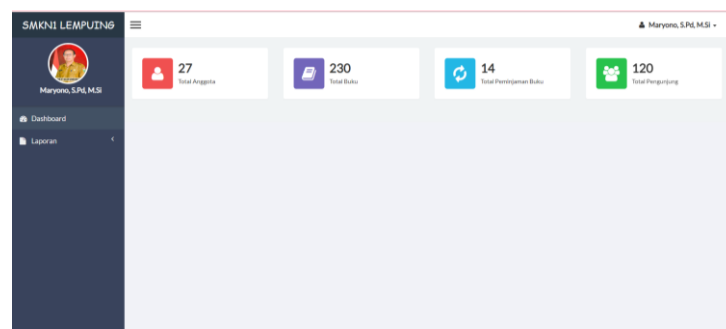 SMKN1 LEMPUING
Maryono, S.Pd, M.Si
Maryono, S.Pd, M.Si
Dashboard
Laporan
27
Total Anggota
230
Total Buku
14
Total Peminjaman Buku
120
Total Pengunjung